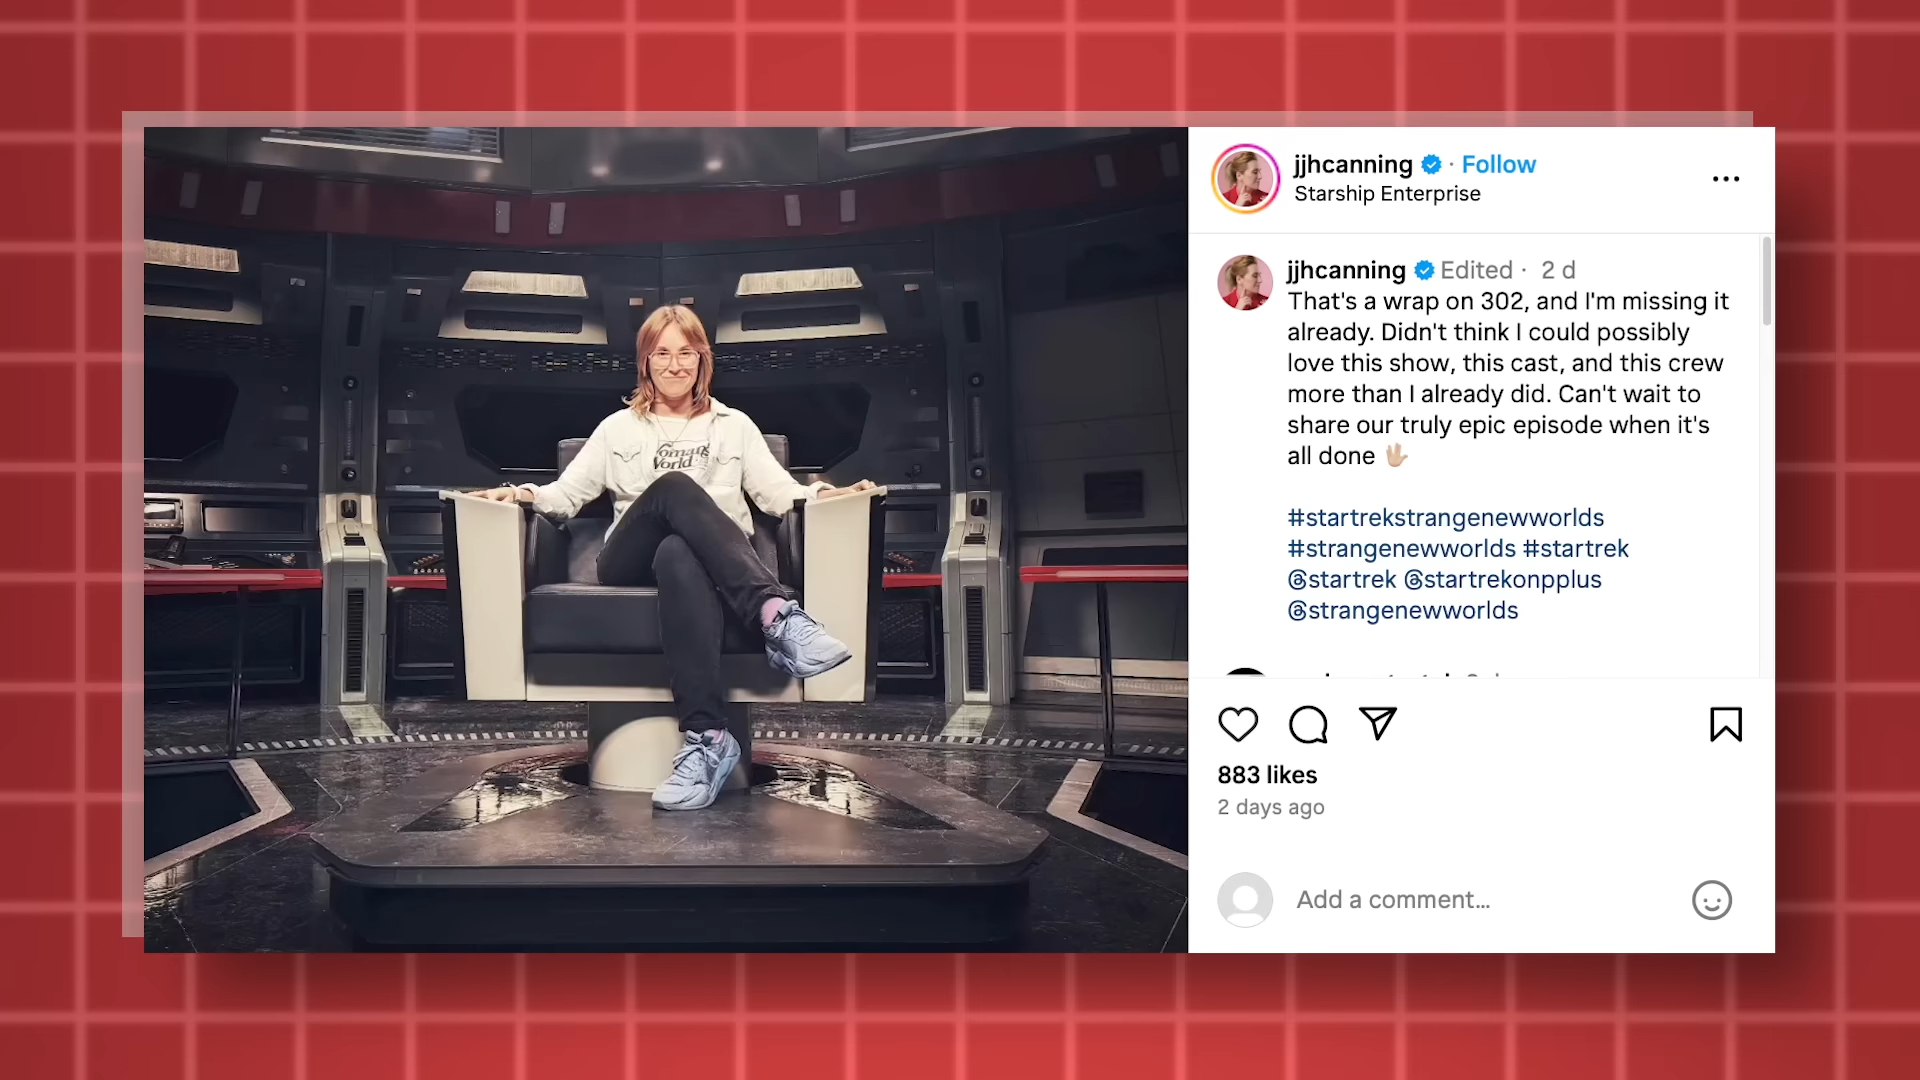 jjhcanning · Follow
Starship Enterprise
jjhcanning Edited · 2 d
That's a wrap on 302, and I'm missing it
already. Didn't think I could possibly
love this show, this cast, and this crew
more than I already did. Can't wait to
share our truly epic episode when it's
all done 🖖🏼
#startrekstrangenewworlds
#strangenewworlds #startrek
@startrek @startrekonpplus
@strangenewworlds
883 likes
2 days ago
Add a comment...
Woman's
World